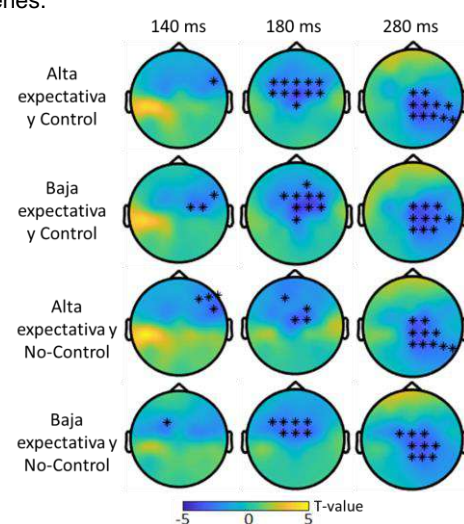 enes.
140 ms 180 ms 280 ms
Alta
expectativa
y Control
Baja
expectativa
y Control
Alta
expectativa y
No-Control
Baja
expectativa y
No-Control
T-value
-5 0 5